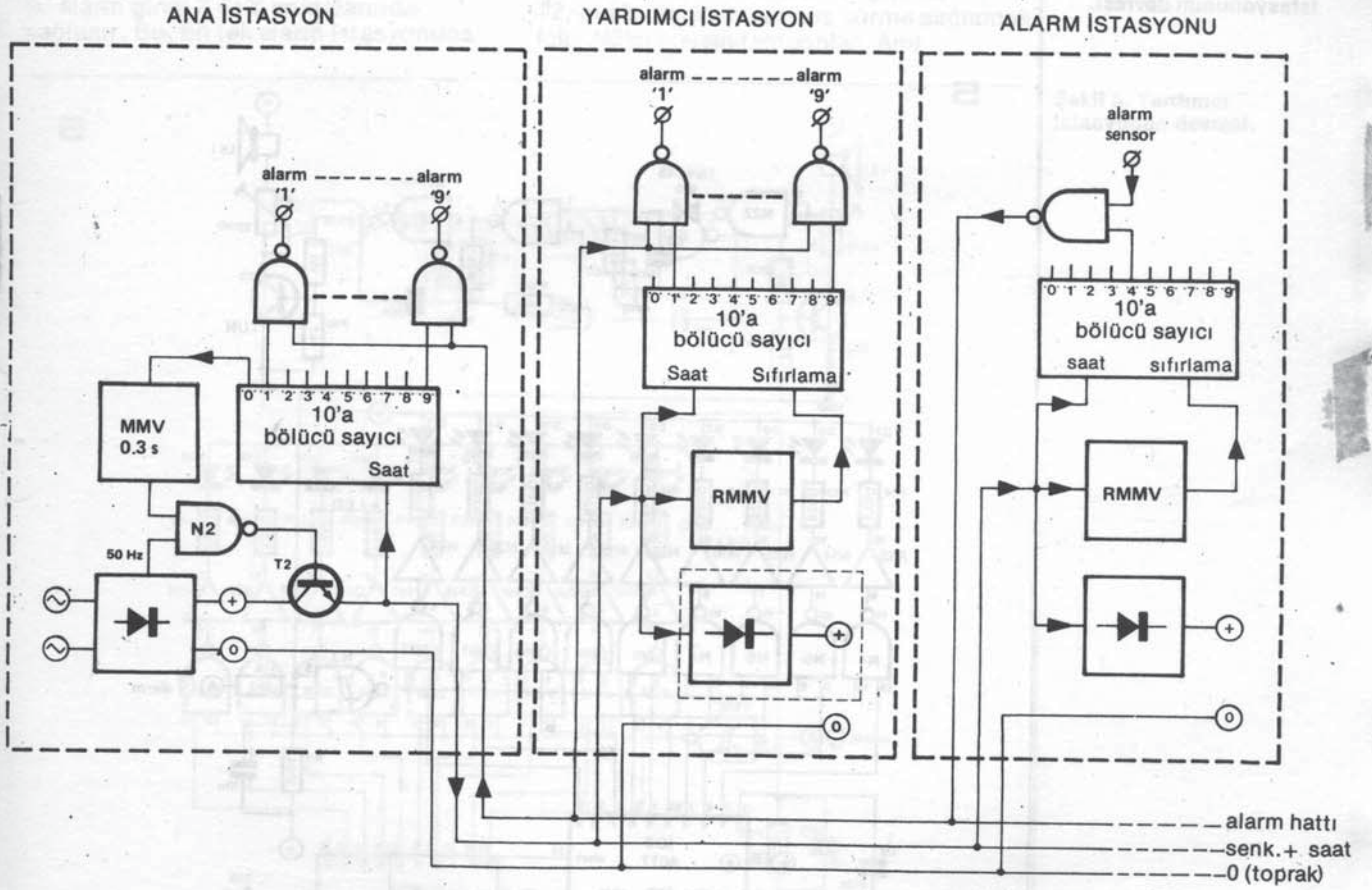 ANA İSTASYON
YARDIMCI İSTASYON
ALARM İSTASYONU
alarm alarm
'1' '9'
MMV
0.3 s
0 1 2 3 4 5 6 7 8 9
10'a
bölücü sayıcı
Saat
N2
50 Hz
T2
+
0
alarm alarm
'1' '9'
0 1 2 3 4 5 6 7 8 9
10'a
bölücü sayıcı
Saat Sıfırlama
RMMV
+
0
alarm
sensor
0 1 2 3 4 5 6 7 8 9
10'a
bölücü sayıcı
saat sıfırlama
RMMV
+
0
alarm hattı
senk. + saat
0 (toprak)